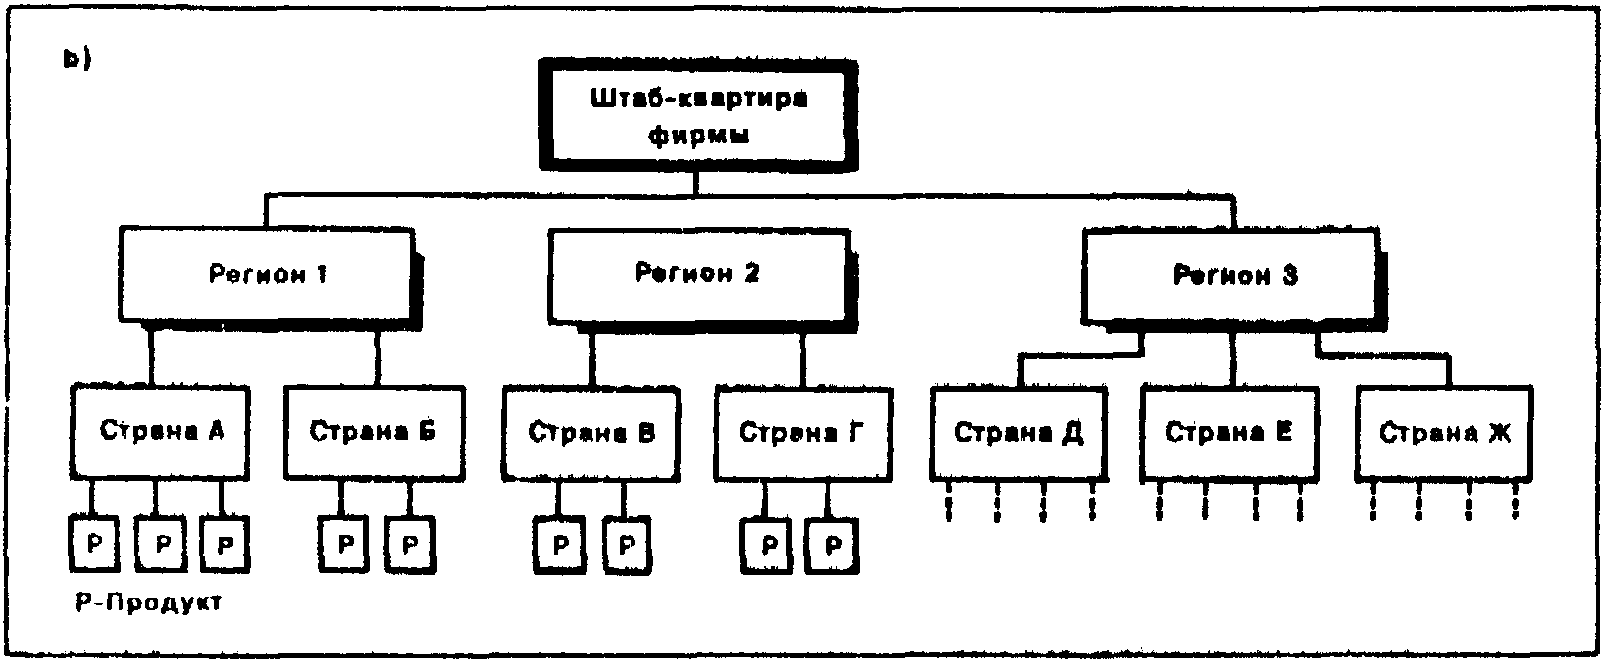 b)
Штаб-квартира
фирмы
Регион 1
Регион 2
Регион 3
Страна А
Страна Б
Страна В
Страна Г
Страна Д
Страна Е
Страна Ж
Р
Р
Р
Р
Р
Р
Р
Р
Р
Р-Продукт